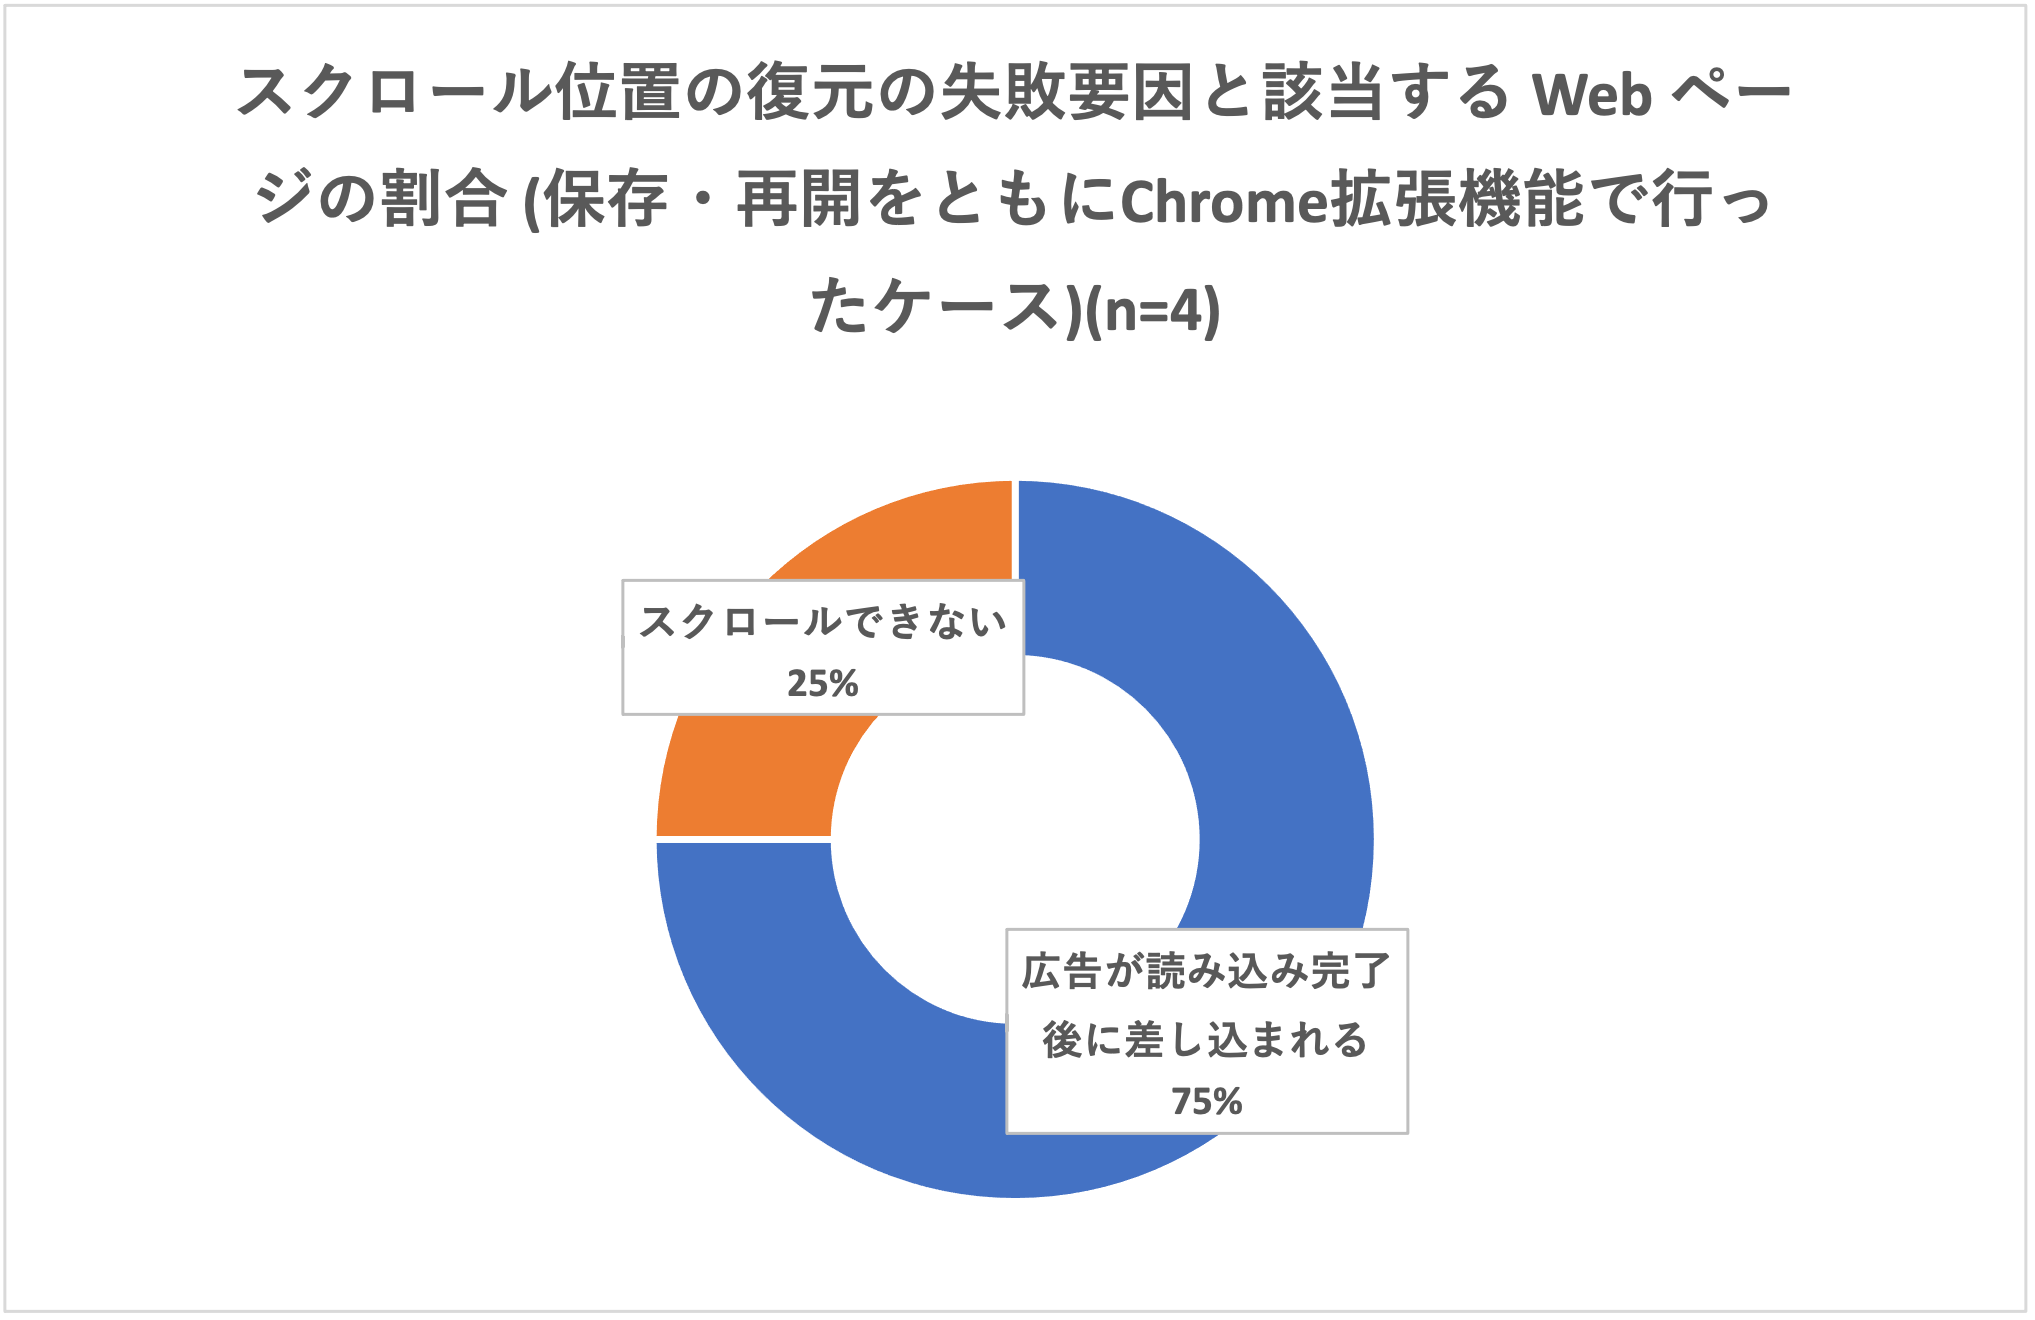 スクロール位置の復元の失敗要因と該当する Web ペー
ジの割合 (保存・再開をともにChrome拡張機能で行っ
たケース)(n=4)
スクロールできない
25%
広告が読み込み完了
後に差し込まれる
75%